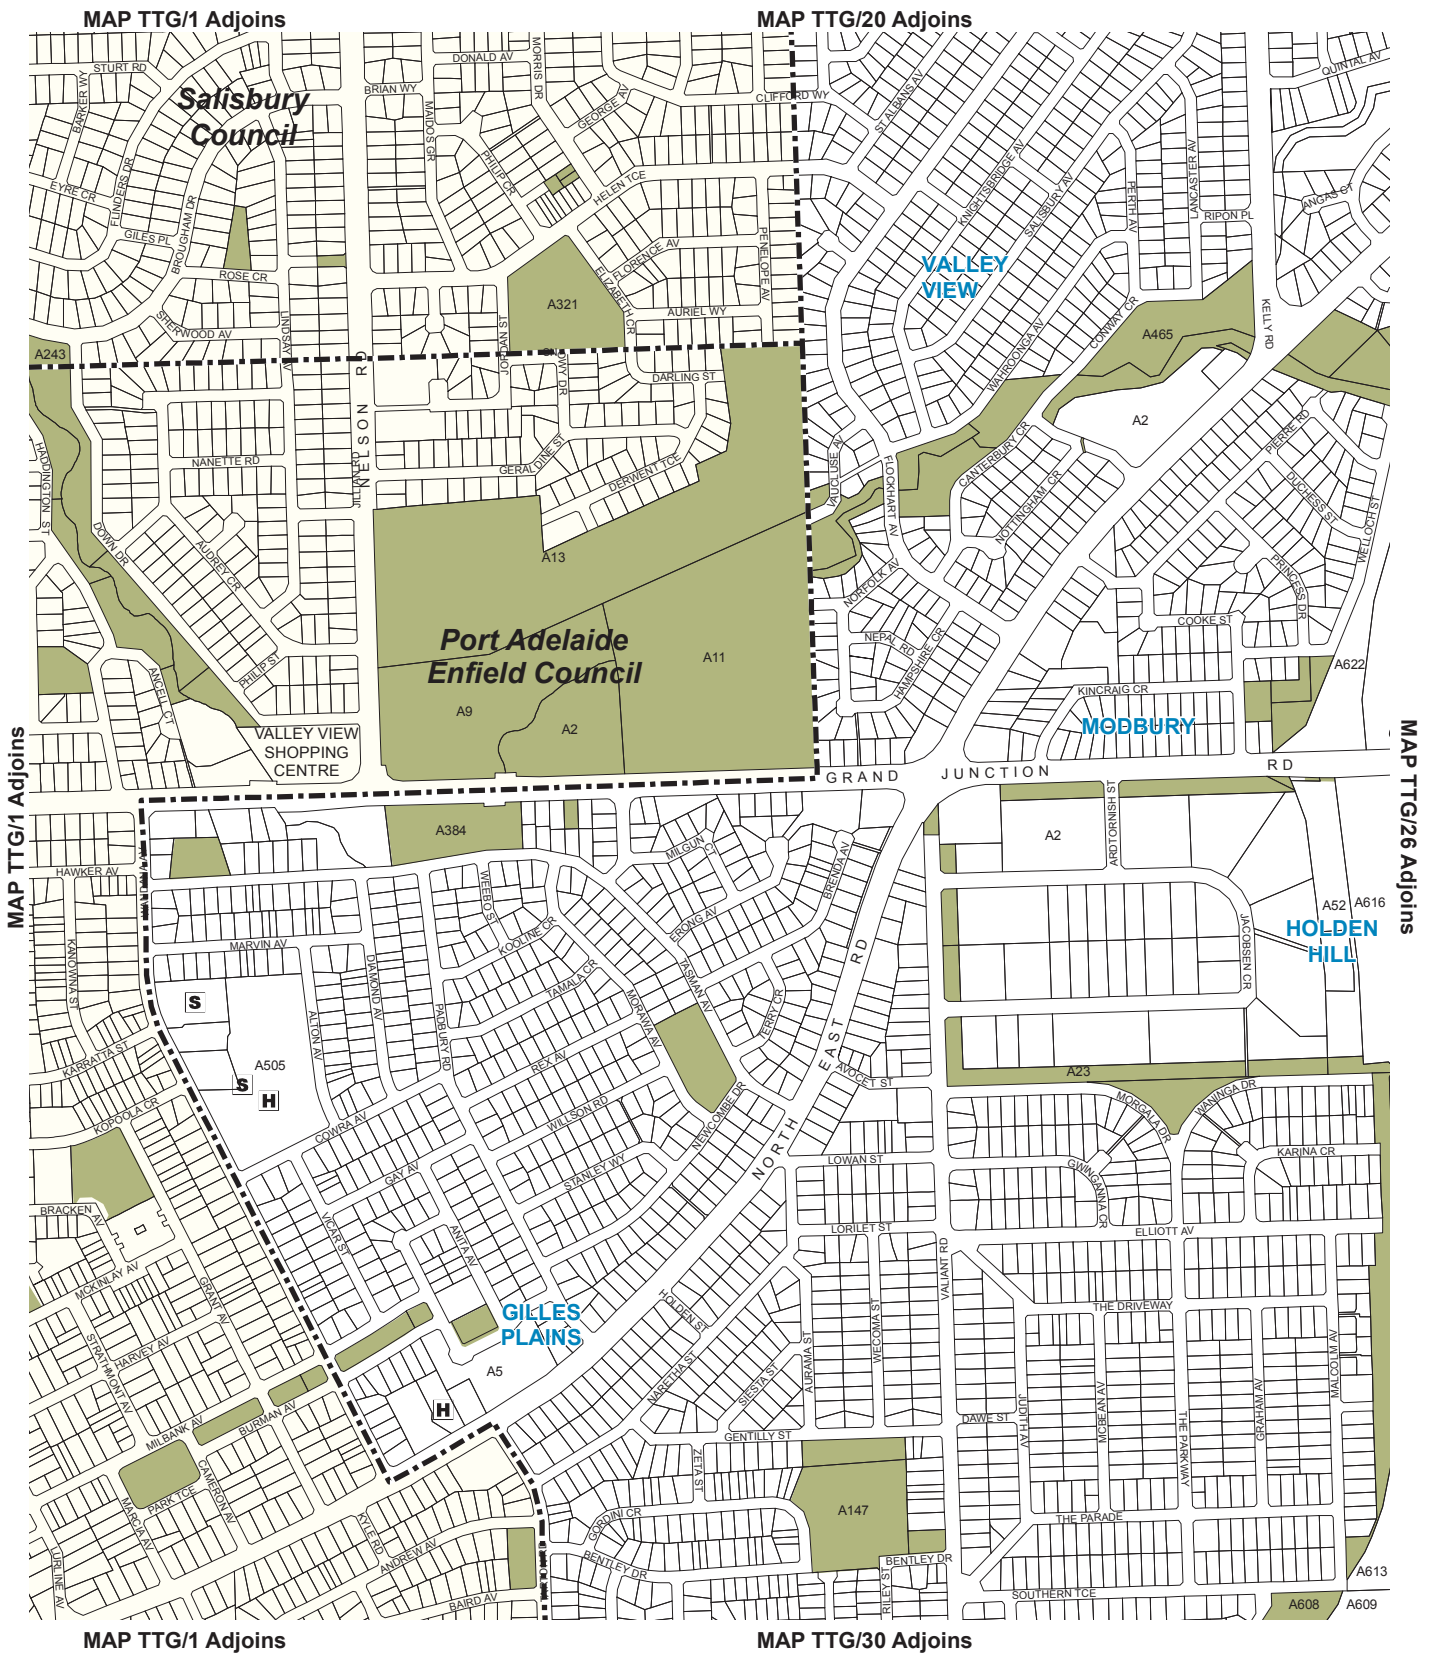 MAP TTG/1 Adjoins
MAP TTG/20 Adjoins
STURT RD
BARKER WY
Salisbury
Council
EYRE CR
FLINDERS DR
GILES PL
BROUGHAM DR
ROSE CR
SHERWOOD AV
LINDSAY AV
A243
DONALD AV
BRIAN WY
MORRIS DR
MAIDOS GR
GEORGE AV
PHILIP CR
HELEN TCE
CLIFFORD WY
FLORENCE AV
ELIZABETH CR
PENELOPE AV
A321
AURIEL WY
JORDAN ST
DARLING ST
ST ALBANS AV
KNIGHTSBRIDGE AV
SALISBURY AV
PERTH AV
LANCASTER AV
RIPON PL
QUINTAL AV
ANGAS CT
VALLEY
VIEW
CONWAY CR
WAHROONGA AV
A465
KELLY RD
A2
HADDINGTON ST
NANETTE RD
NELSON RD
JILLIAN RD
GERALDINE ST
DERWENT TCE
DOWN DR
AUDREY CR
PHILIP ST
ANCELL CT
A13
Port Adelaide
Enfield Council
A11
A9
A2
VAUCLUSE AV
FLOCKHART AV
CANTERBURY CR
NOTTINGHAM CR
PIERRE RD
DUCHESS ST
WELLOCH ST
NORFOLK AV
PRINCESS DR
NEPAL RD
HAMPSHIRE CR
COOKE ST
A622
KINCRAIG CR
MODBURY
VALLEY VIEW
SHOPPING
CENTRE
MAP TTG/1 Adjoins
MAP TTG/26 Adjoins
GRAND JUNCTION RD
A384
MILGUN CT
BRENDA AV
A2
ARDTORNISH ST
HAWKER AV
WEEBO ST
KOOLINE CR
ERONG AV
A52
A616
HOLDEN
HILL
JACOBSEN CR
KANOWNA ST
MARVIN AV
DIAMOND AV
TAMALA CR
TASMAN AV
NORTH EAST RD
S
ALTON AV
PADBURY RD
MORAWA AV
TERRY CR
KARRATTA ST
A505
S
H
REX AV
AVOCET ST
A23
KOPOOLA CR
COWRA AV
WILLSON RD
NEWCOMBE DR
MORGALA DR
WANINGA DR
GAY AV
STANLEY WY
LOWAN ST
GWINGANNA CR
KARINA CR
BRACKEN AV
VICAR ST
ANITA AV
LORILET ST
ELLIOTT AV
VALIANT RD
MCKINLAY AV
GRANT AV
GILLES
PLAINS
HOLDEN ST
THE DRIVEWAY
STRATHMONT AV
HARVEY AV
A5
NARETHA ST
SIESTA ST
AURAMA ST
WECOMA ST
MALCOLM AV
H
MILBANK AV
BURMAN AV
GENTILLY ST
DAWE ST
JUDITH AV
MCBEAN AV
THE PARKWAY
GRAHAM AV
PARK TCE
CAMERON AV
MARCIA AV
ZETA ST
A147
KYLE RD
GORDINI CR
THE PARADE
LURLINE AV
ANDREW AV
BENTLEY DR
BENTLEY DR
RILEY ST
A613
BAIRD AV
SOUTHERN TCE
A608
A609
MAP TTG/1 Adjoins
MAP TTG/30 Adjoins